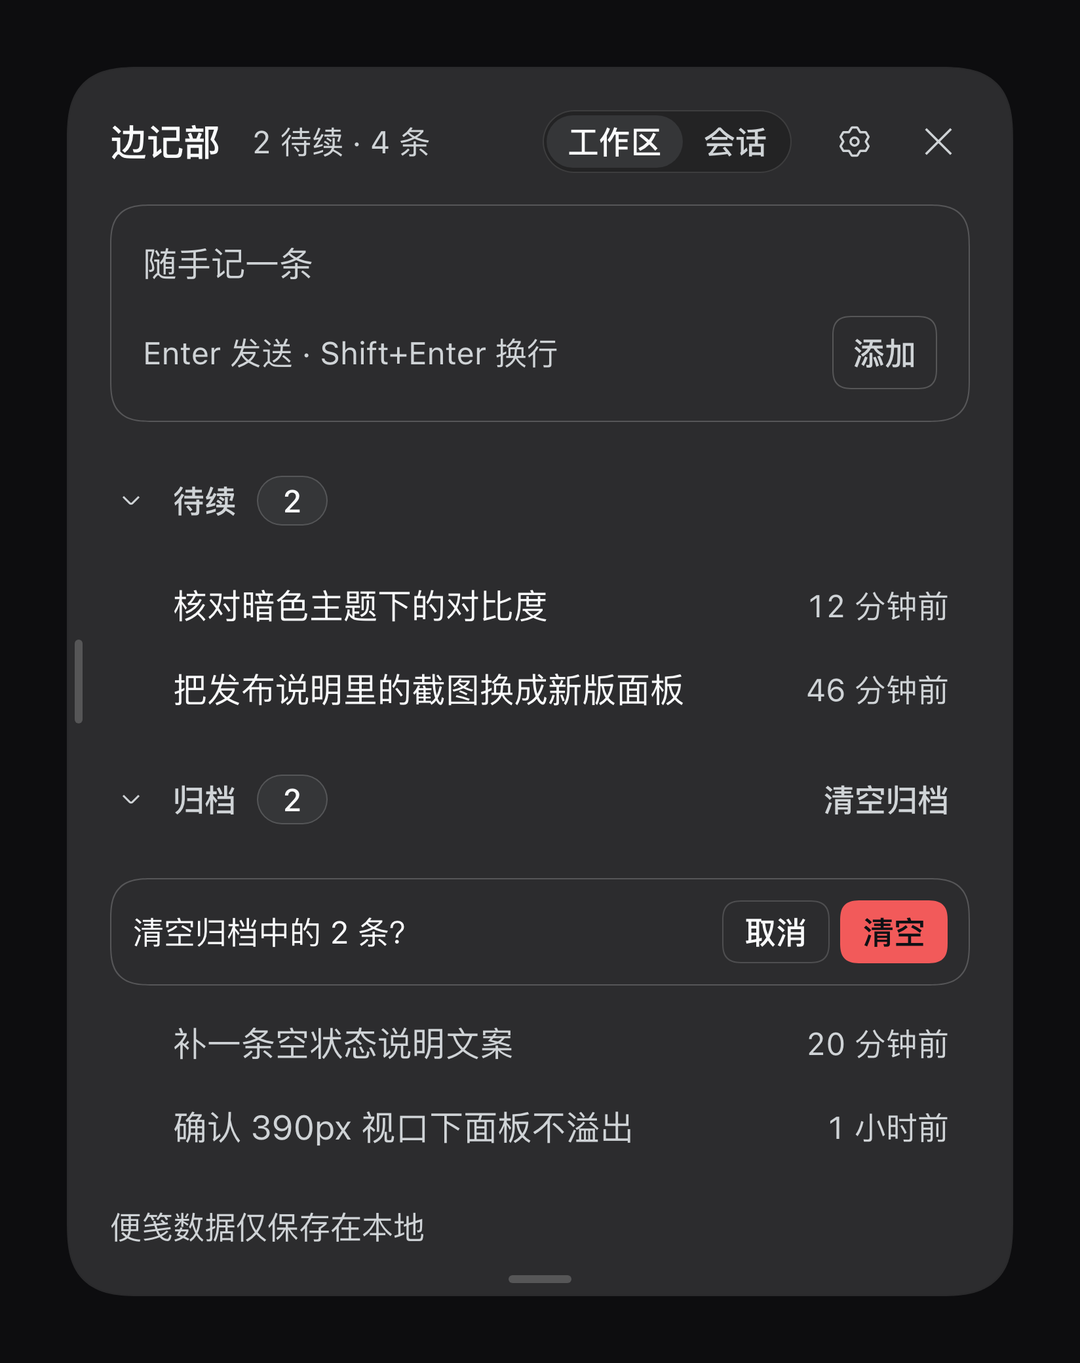 边记部 2 待续 · 4 条 工作区 会话
随手记一条
Enter 发送 · Shift+Enter 换行 添加
待续 2
核对暗色主题下的对比度 12 分钟前
把发布说明里的截图换成新版面板 46 分钟前
归档 2 清空归档
清空归档中的 2 条? 取消 清空
补一条空状态说明文案 20 分钟前
确认 390px 视口下面板不溢出 1 小时前
便笺数据仅保存在本地